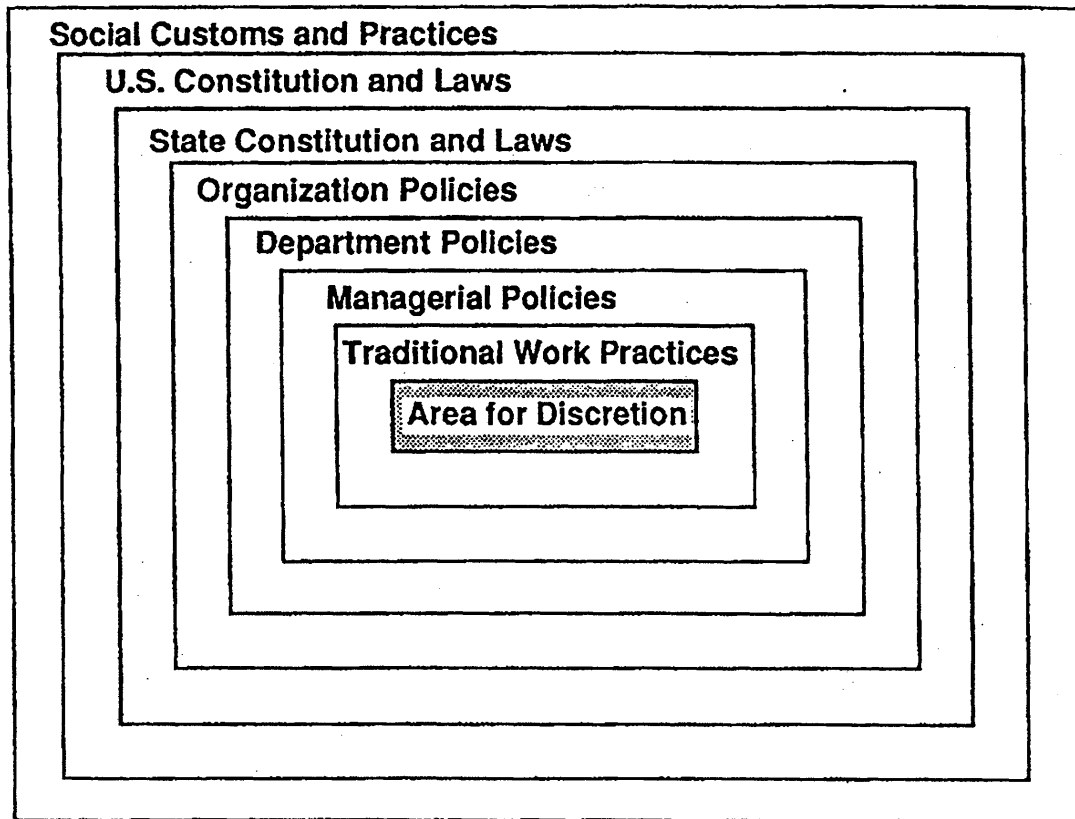 Social Customs and Practices
U.S. Constitution and Laws
State Constitution and Laws
Organization Policies
Department Policies
Managerial Policies
Traditional Work Practices
Area for Discretion